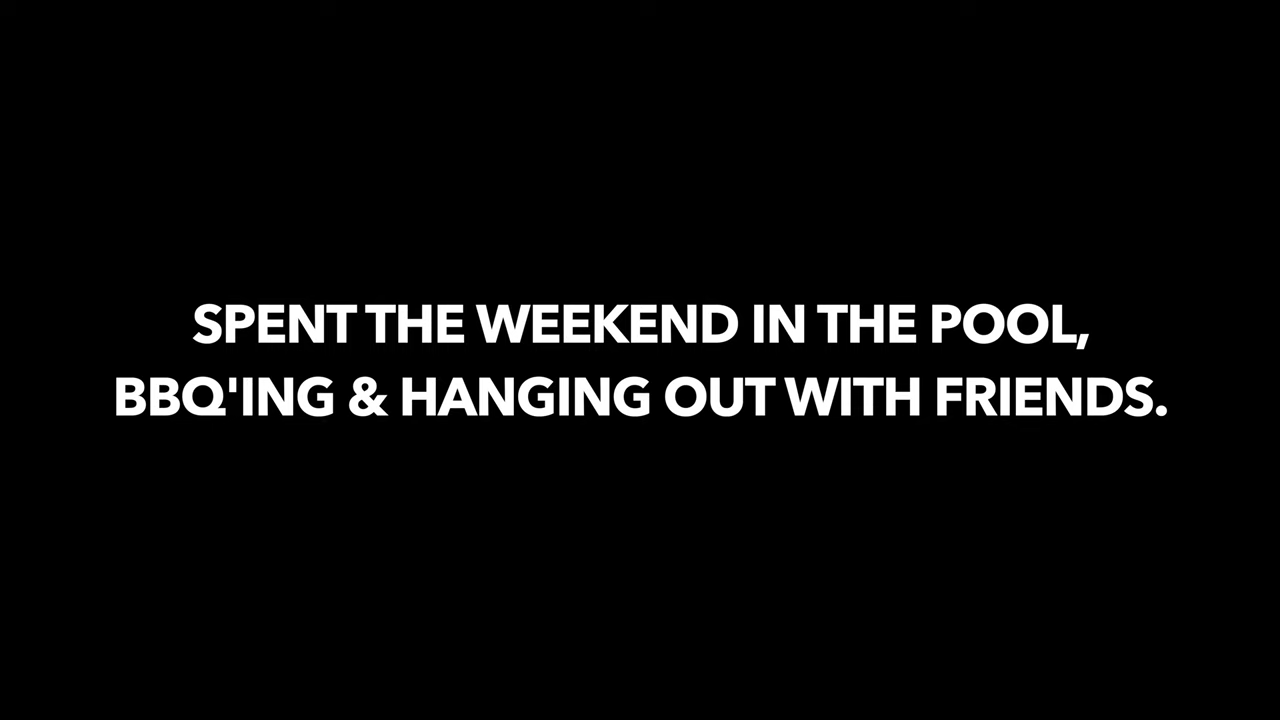 SPENT THE WEEKEND IN THE POOL,
BBQ'ING & HANGING OUT WITH FRIENDS.